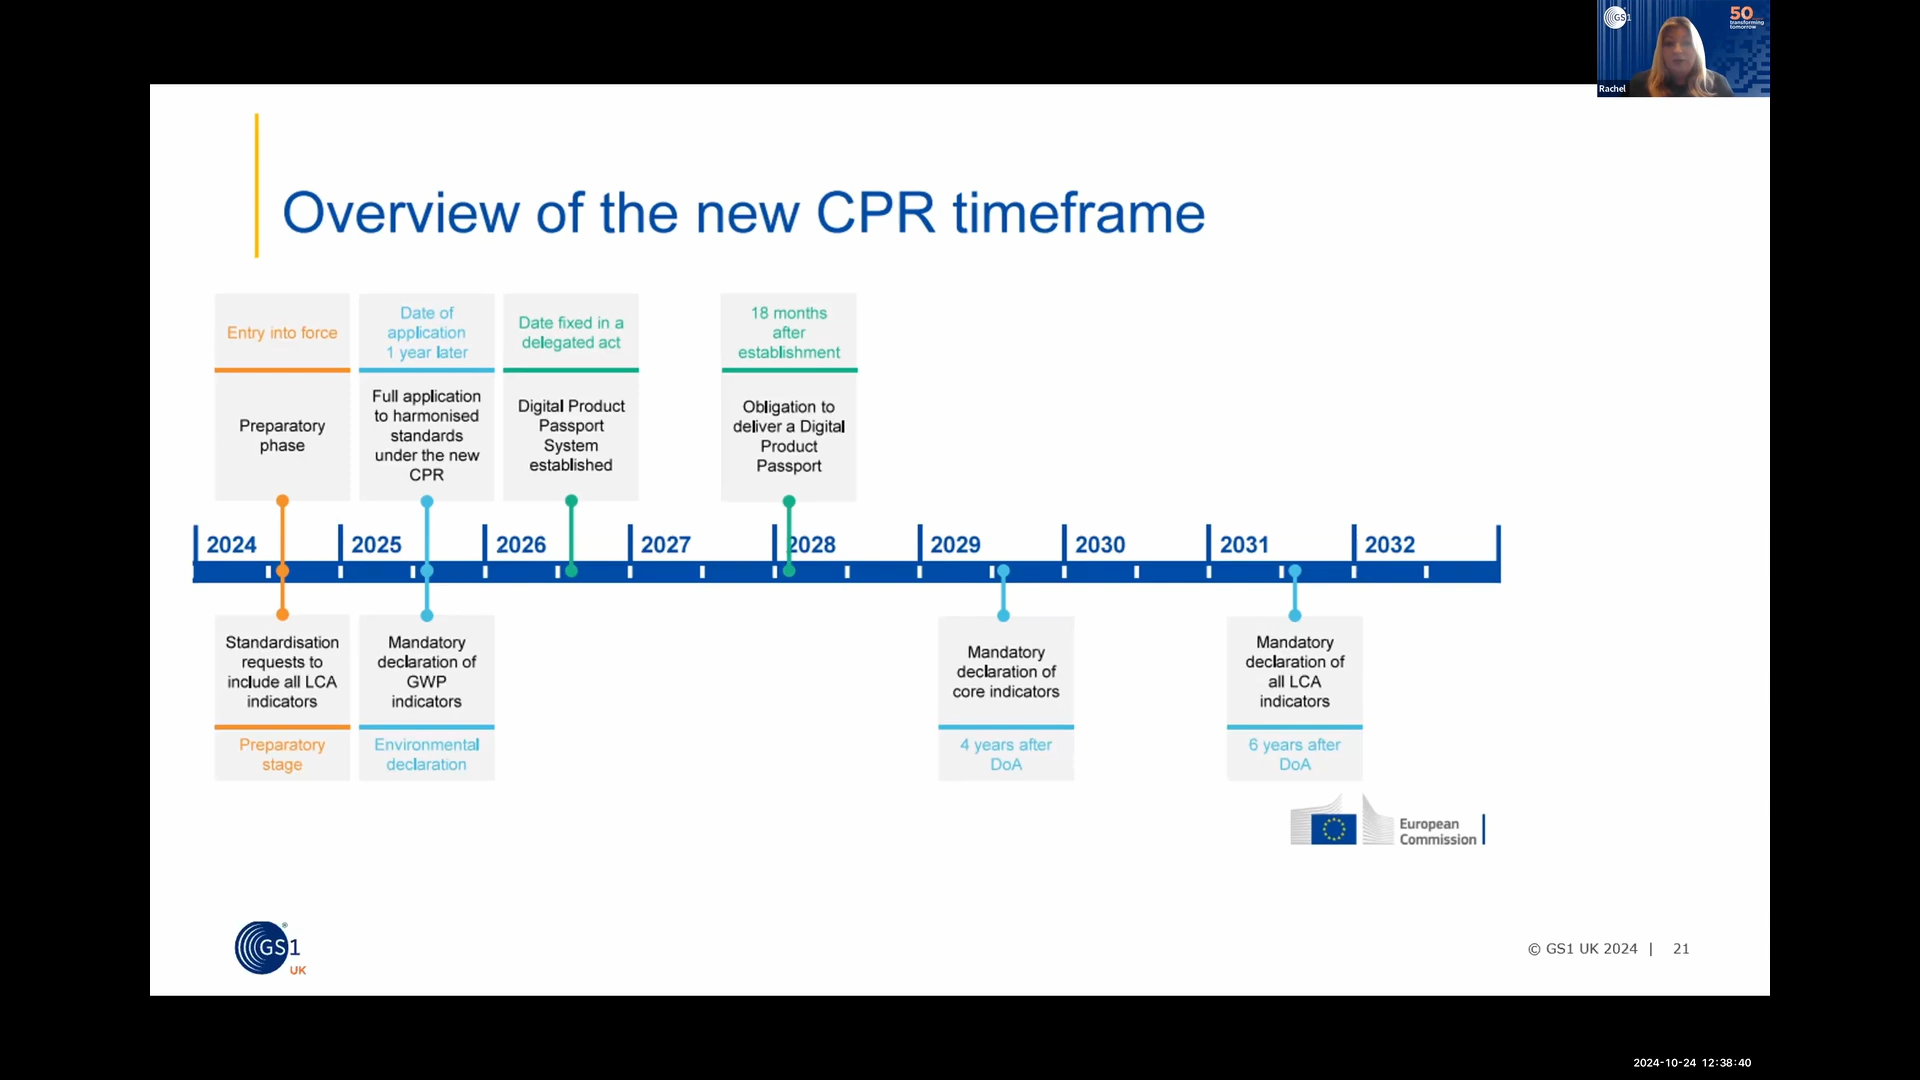 GS1
50
transforming
tomorrow
Rachel
Overview of the new CPR timeframe
Entry into force
Preparatory
phase
Date of
application
1 year later
Full application
to harmonised
standards
under the new
CPR
Date fixed in a
delegated act
Digital Product
Passport
System
established
18 months
after
establishment
Obligation to
deliver a Digital
Product
Passport
2024
2025
2026
2027
2028
2029
2030
2031
2032
Standardisation
requests to
include all LCA
indicators
Preparatory
stage
Mandatory
declaration of
GWP
indicators
Environmental
declaration
Mandatory
declaration of
core indicators
4 years after
DoA
Mandatory
declaration of
all LCA
indicators
6 years after
DoA
European
Commission
GS1
®
UK
© GS1 UK 2024 | 21
2024-10-24 12:38:40